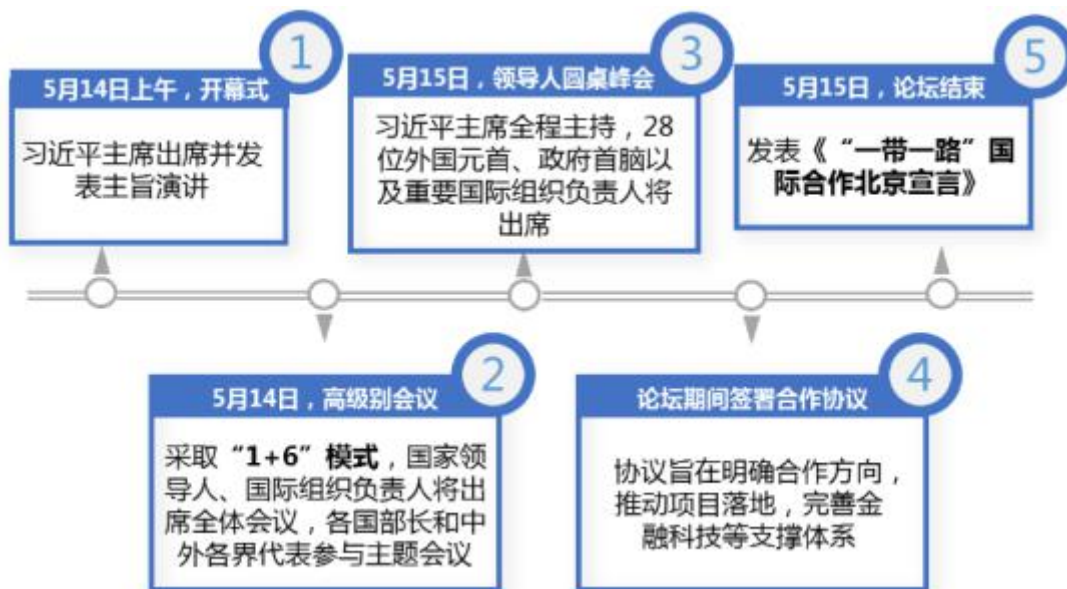 1
5月14日上午，开幕式
习近平主席出席并发
表主旨演讲
2
5月14日，高级别会议
采取“1+6”模式，国家领
导人、国际组织负责人将出
席全体会议，各国部长和中
外各界代表参与主题会议
3
5月15日，领导人圆桌峰会
习近平主席全程主持，28
位外国元首、政府首脑以
及重要国际组织负责人将
出席
4
论坛期间签署合作协议
协议旨在明确合作方向，
推动项目落地，完善金
融科技等支撑体系
5
5月15日，论坛结束
发表《“一带一路”国
际合作北京宣言》